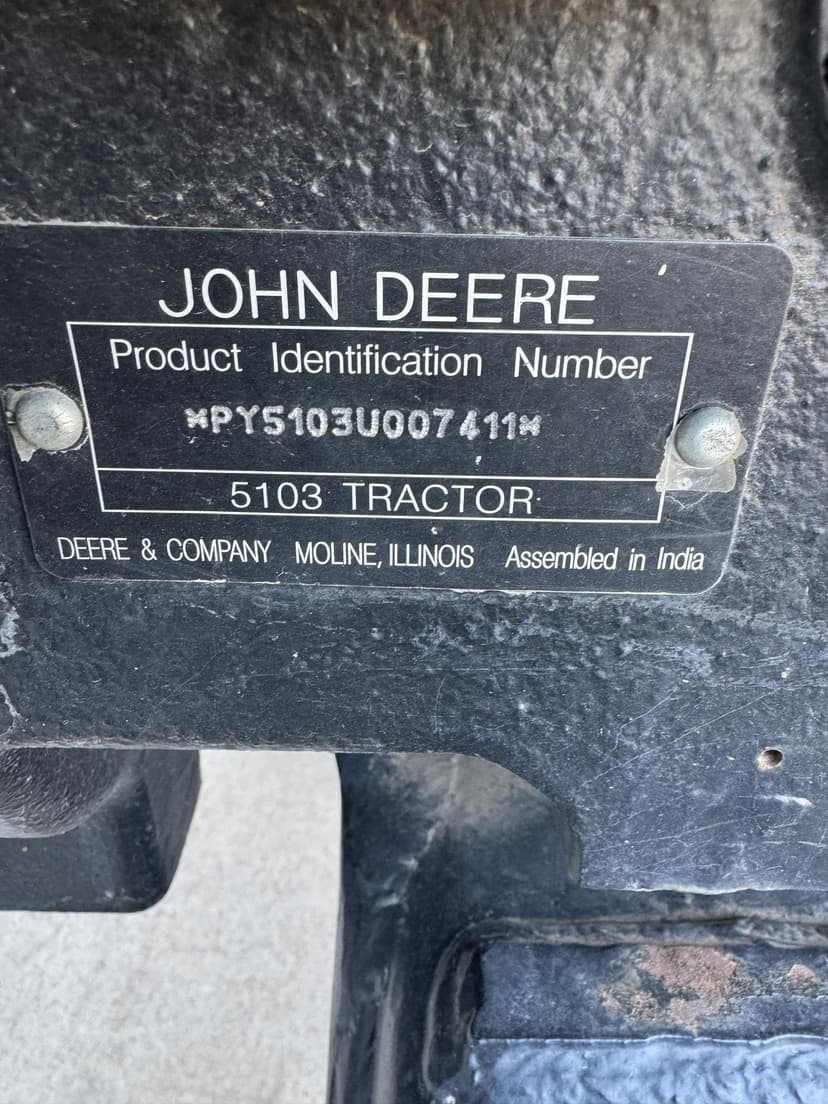 JOHN DEERE
Product Identification Number
*PY5103U007411*
5103 TRACTOR
DEERE & COMPANY MOLINE, ILLINOIS Assembled in India